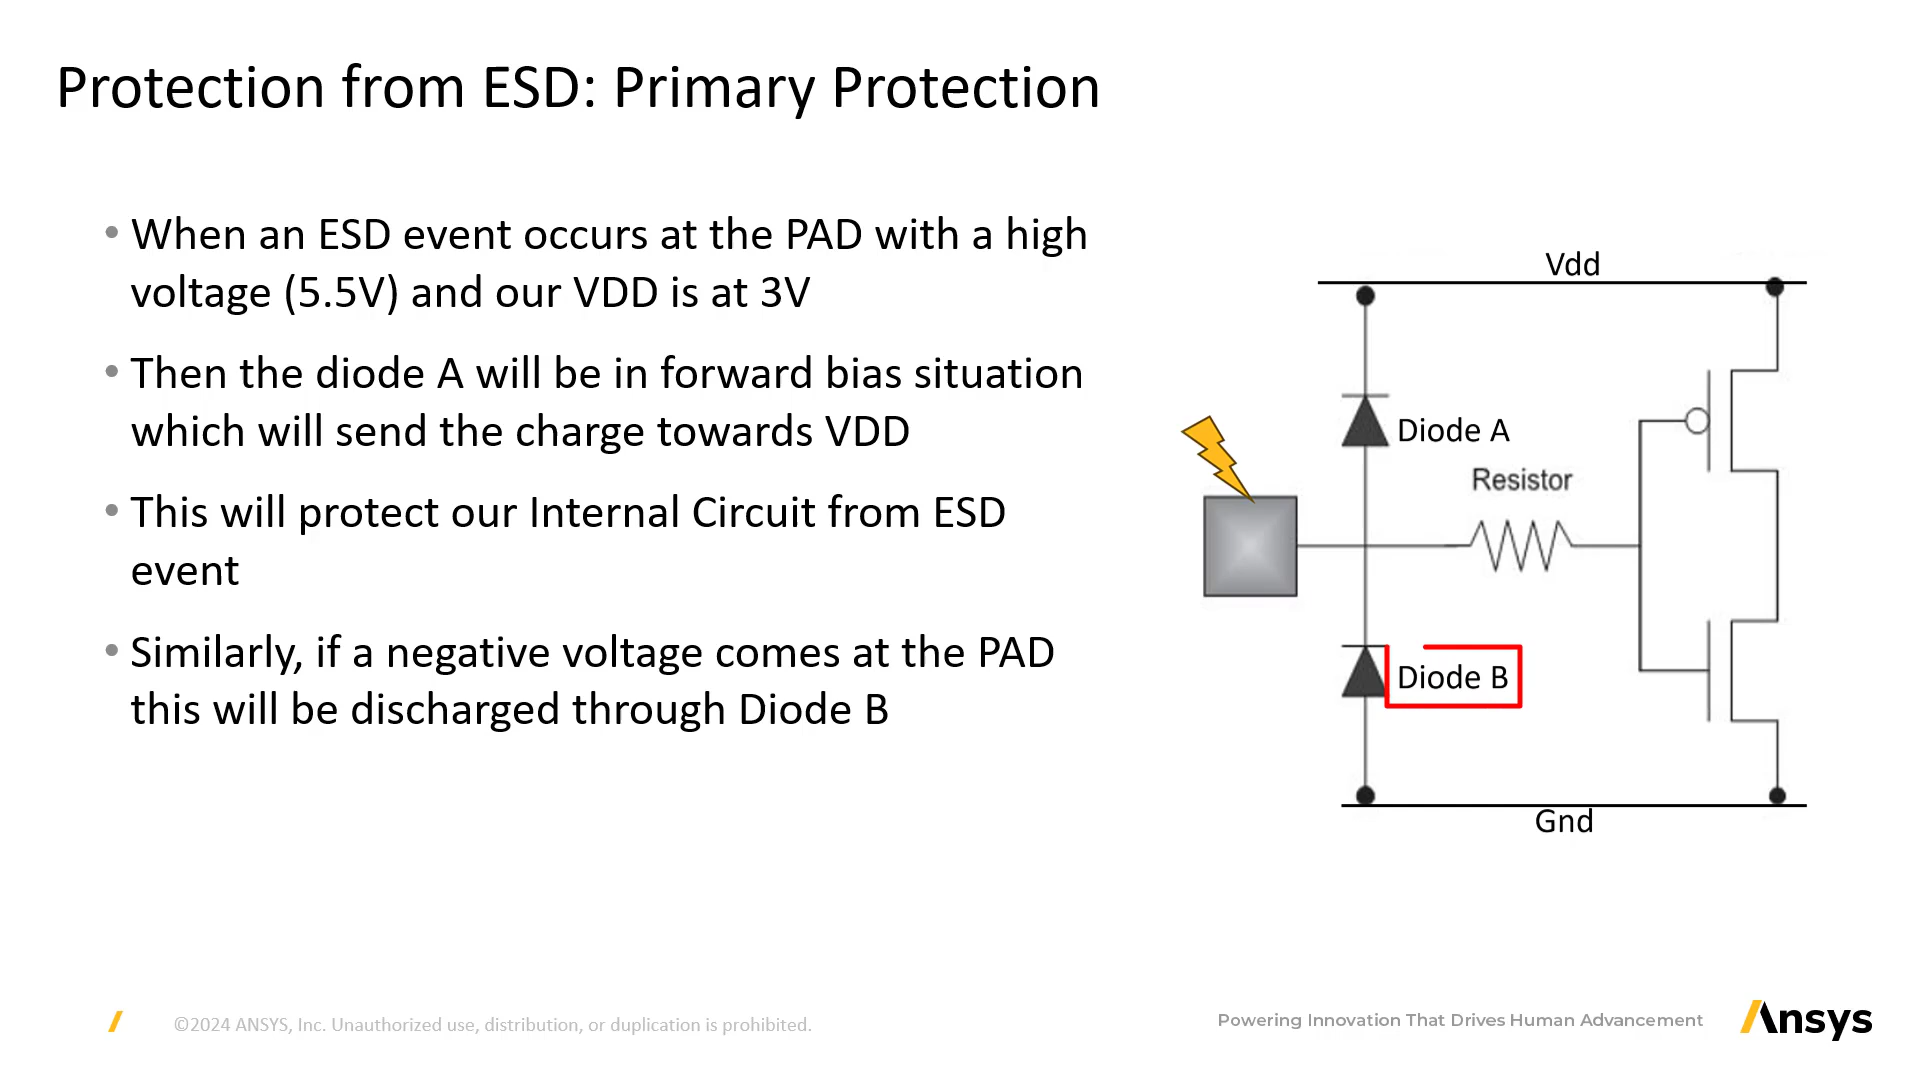 Protection from ESD: Primary Protection
• When an ESD event occurs at the PAD with a high
voltage (5.5V) and our VDD is at 3V
• Then the diode A will be in forward bias situation
which will send the charge towards VDD
• This will protect our Internal Circuit from ESD
event
• Similarly, if a negative voltage comes at the PAD
this will be discharged through Diode B
Vdd
Diode A
Resistor
Diode B
Gnd
©2024 ANSYS, Inc. Unauthorized use, distribution, or duplication is prohibited.
Powering Innovation That Drives Human Advancement
Ansys